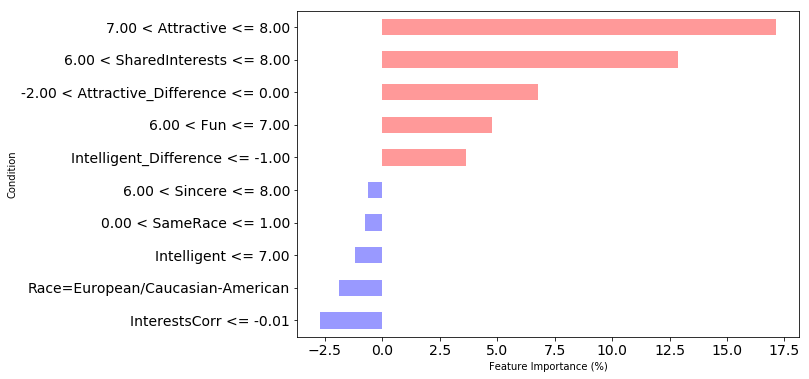 7.00 < Attractive <= 8.00
6.00 < SharedInterests <= 8.00
-2.00 < Attractive_Difference <= 0.00
6.00 < Fun <= 7.00
Intelligent_Difference <= -1.00
6.00 < Sincere <= 8.00
0.00 < SameRace <= 1.00
Intelligent <= 7.00
Race=European/Caucasian-American
InterestsCorr <= -0.01
Condition
−2.5 0.0 2.5 5.0 7.5 10.0 12.5 15.0 17.5
Feature Importance (%)